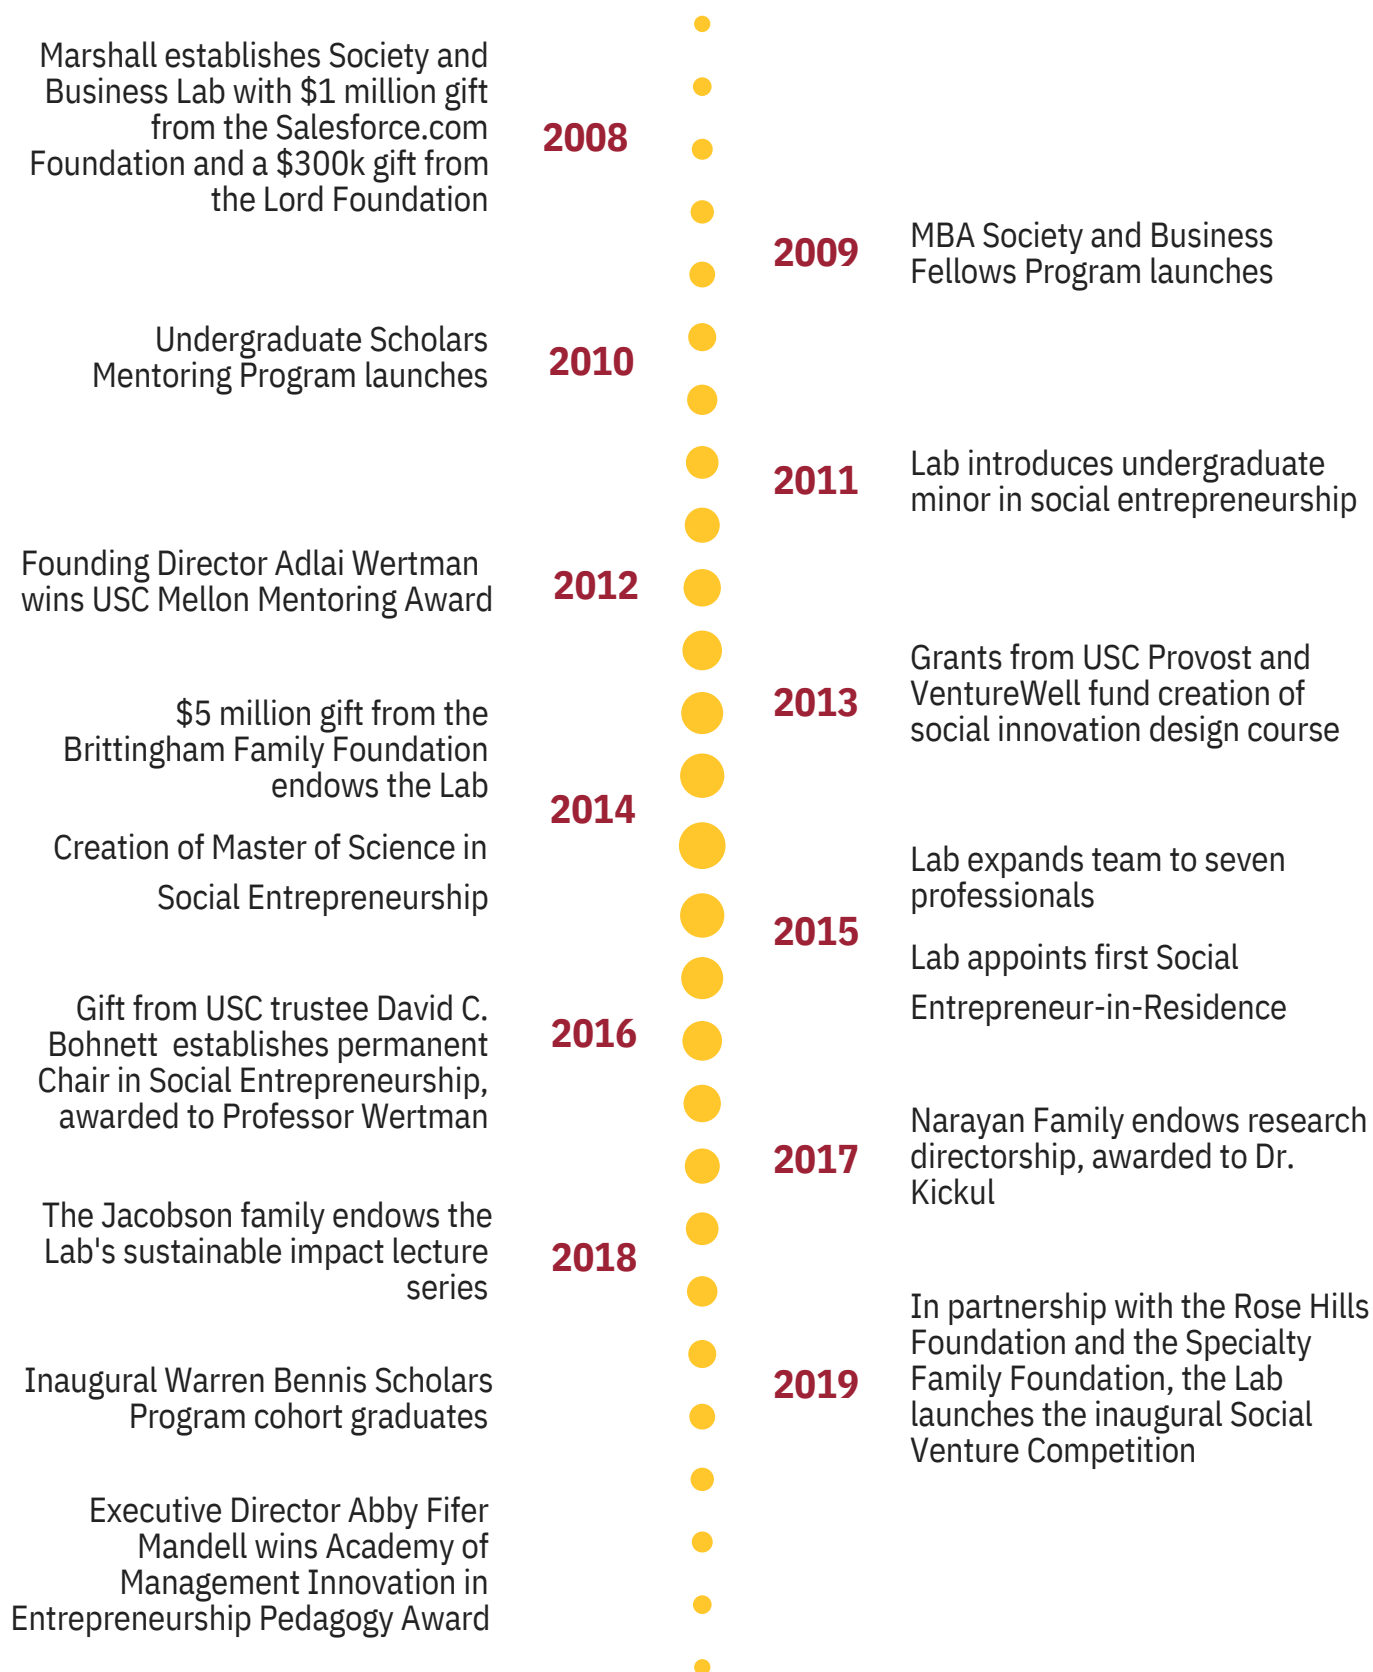 Marshall establishes Society and
Business Lab with $1 million gift
from the Salesforce.com
Foundation and a $300k gift from
the Lord Foundation
2008
2009
MBA Society and Business
Fellows Program launches
Undergraduate Scholars
Mentoring Program launches
2010
2011
Lab introduces undergraduate
minor in social entrepreneurship
Founding Director Adlai Wertman
wins USC Mellon Mentoring Award
2012
2013
Grants from USC Provost and
VentureWell fund creation of
social innovation design course
$5 million gift from the
Brittingham Family Foundation
endows the Lab
2014
Creation of Master of Science in
Social Entrepreneurship
2015
Lab expands team to seven
professionals
Lab appoints first Social
Entrepreneur-in-Residence
Gift from USC trustee David C.
Bohnett  establishes permanent
Chair in Social Entrepreneurship,
awarded to Professor Wertman
2016
2017
Narayan Family endows research
directorship, awarded to Dr.
Kickul
The Jacobson family endows the
Lab's sustainable impact lecture
series
2018
Inaugural Warren Bennis Scholars
Program cohort graduates
Executive Director Abby Fifer
Mandell wins Academy of
Management Innovation in
Entrepreneurship Pedagogy Award
2019
In partnership with the Rose Hills
Foundation and the Specialty
Family Foundation, the Lab
launches the inaugural Social
Venture Competition